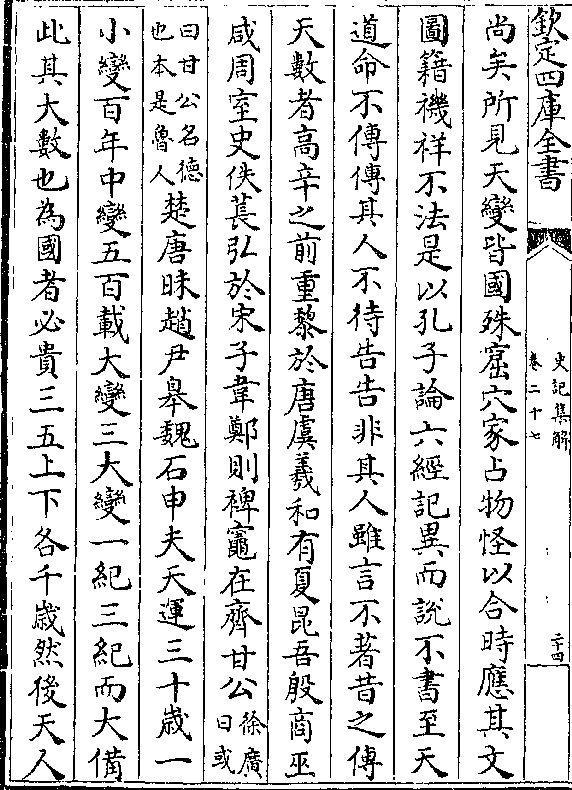 欽定四庫全書
史記集解
卷二十七
二十四
尚矣所見天變皆國殊窟穴家占物怪以合時應其文
圖籍禨祥不法是以孔子論六經記異而說不書至天
道命不傳傳其人不待告告非其人雖言不著昔之傳
天數者高辛之前重黎於唐虞羲和有夏昆吾殷商巫
咸周室史佚萇弘於宋子韋鄭則裨竈在齊甘公徐廣曰或
曰甘公名德也本是魯人楚唐昧趙尹皋魏石申夫天運三十歲一
小變百年中變五百載大變三大變一紀三紀而大備
此其大數也為國者必貴三五上下各千歲然後天人